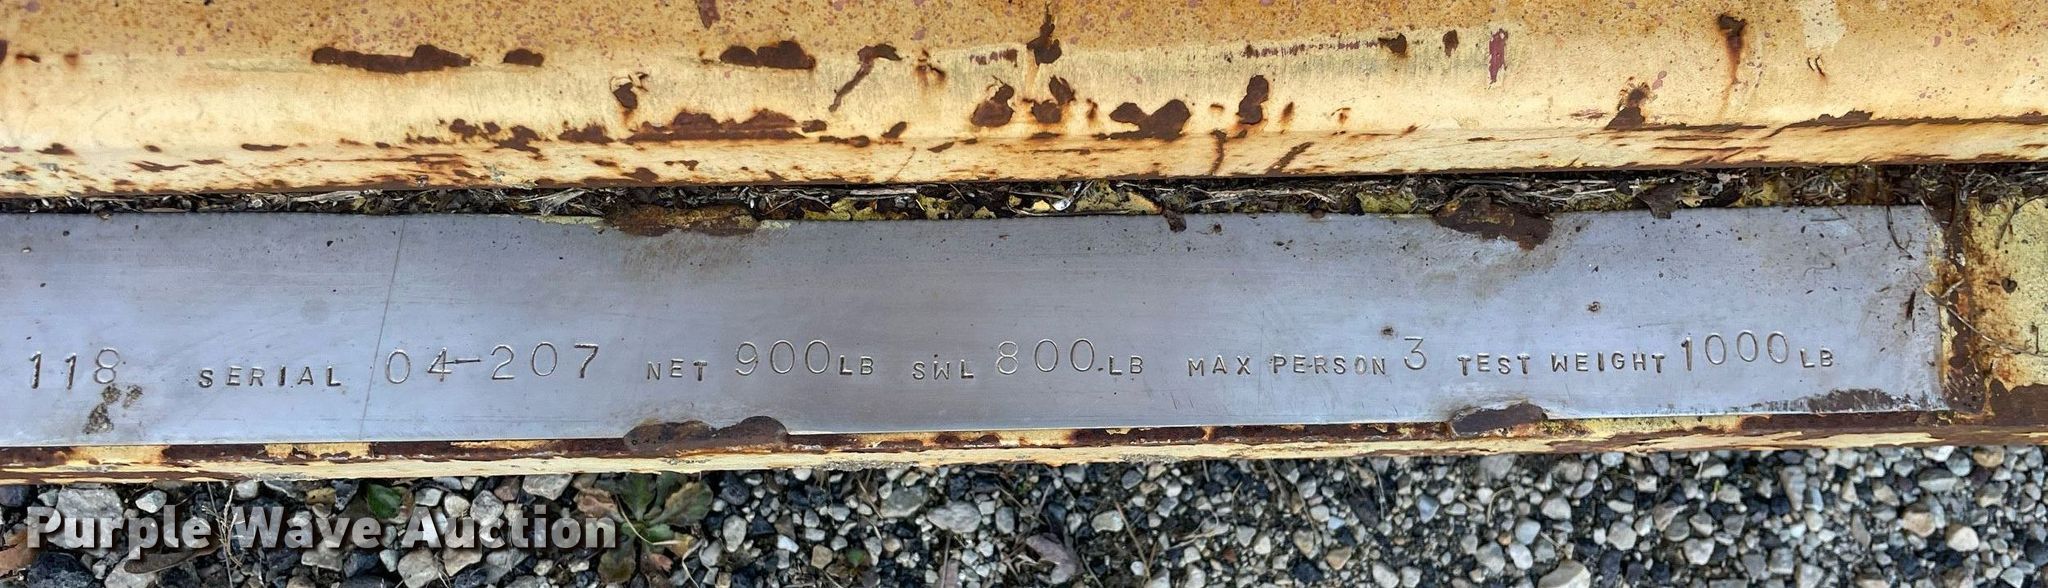 118 SERIAL 04-207 NET 900LB SWL 800LB MAX PERSON 3 TEST WEIGHT 1000LB
Purple Wave Auction